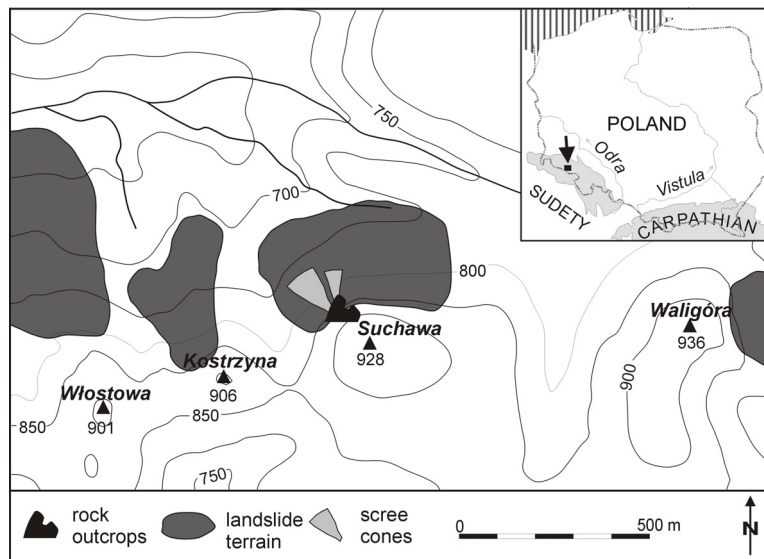 750
700
800
850
850
750
900
Włostowa
901
Kostrzyna
906
Suchawa
928
Waligóra
936
POLAND
Odra
Vistula
SUDETY
CARPATHIAN
rock
outcrops
landslide
terrain
scree
cones
0 500 m
N